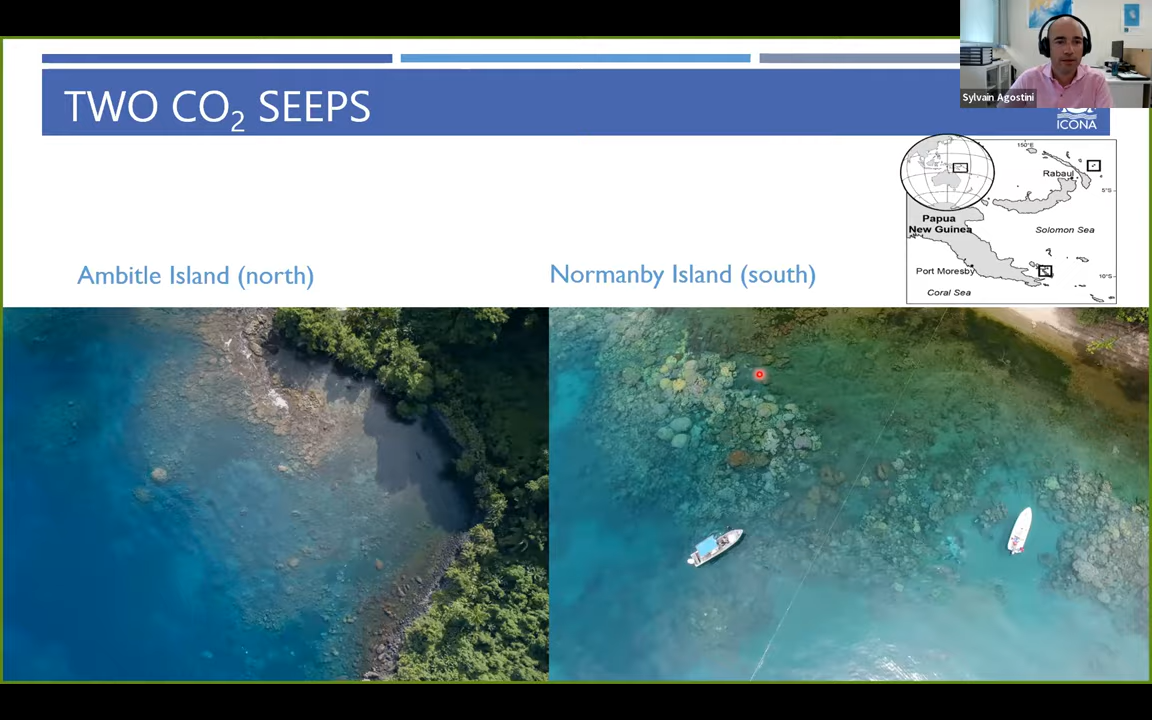 Sylvain Agostini
TWO CO₂ SEEPS
ICONA
150°E
Rabaul
5°S
Papua
New Guinea
Solomon Sea
Port Moresby
10°S
Coral Sea
Ambitle Island (north)
Normanby Island (south)